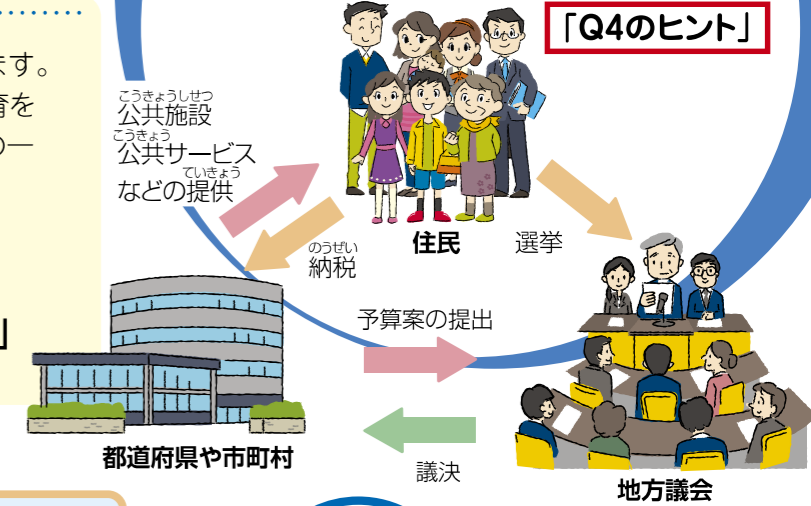 「Q4のヒント」
ます。
育を
の一
」
こうきょうしせつ
公共施設
こうきょう
公共サービス
ていきょう
などの提供
のうぜい
納税
住民
選挙
予算案の提出
都道府県や市町村
議決
地方議会